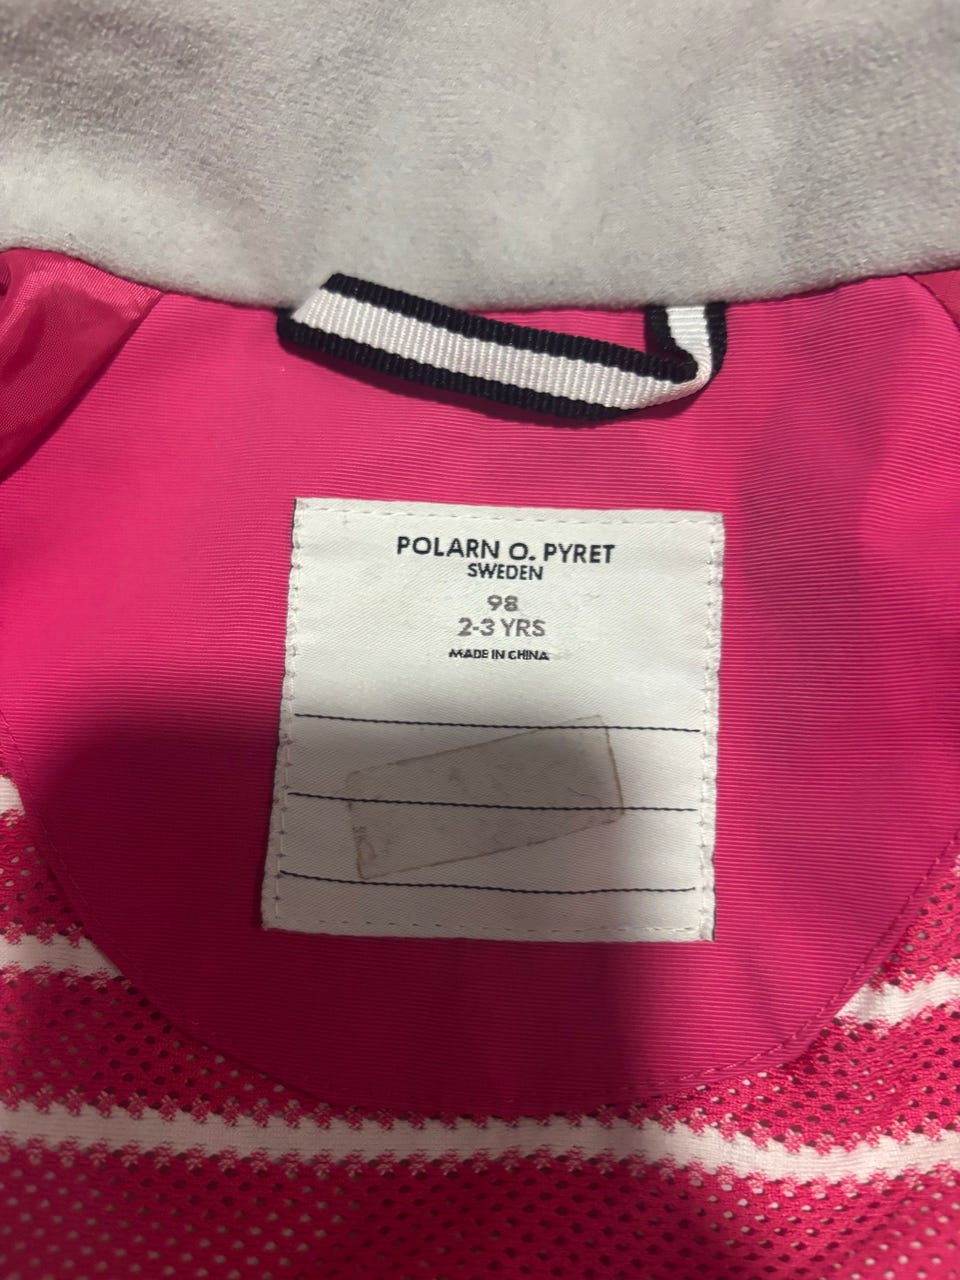 POLARN O. PYRET
SWEDEN
98
2-3 YRS
MADE IN CHINA